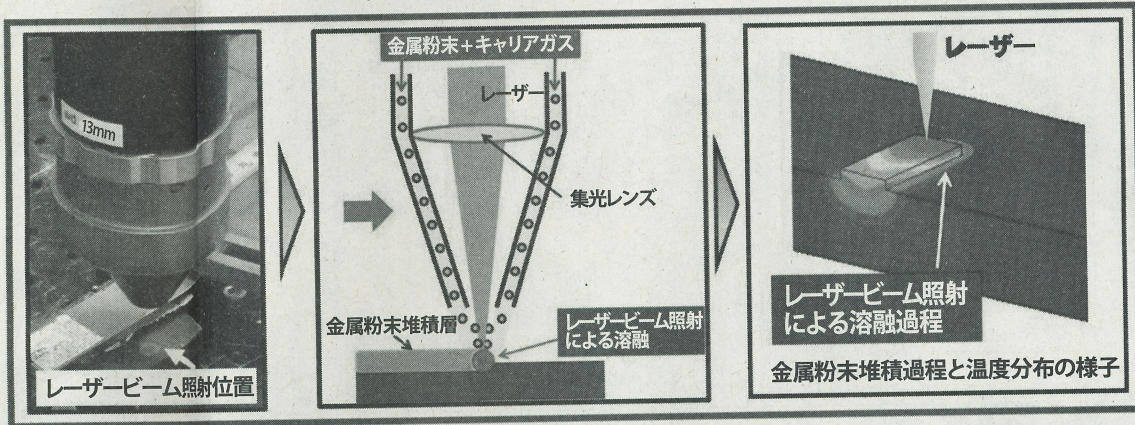 13mm
レーザービーム照射位置
金属粉末+キャリアガス
レーザー
集光レンズ
金属粉末堆積層
レーザービーム照射
による溶融
レーザー
レーザービーム照射
による溶融過程
金属粉末堆積過程と温度分布の様子